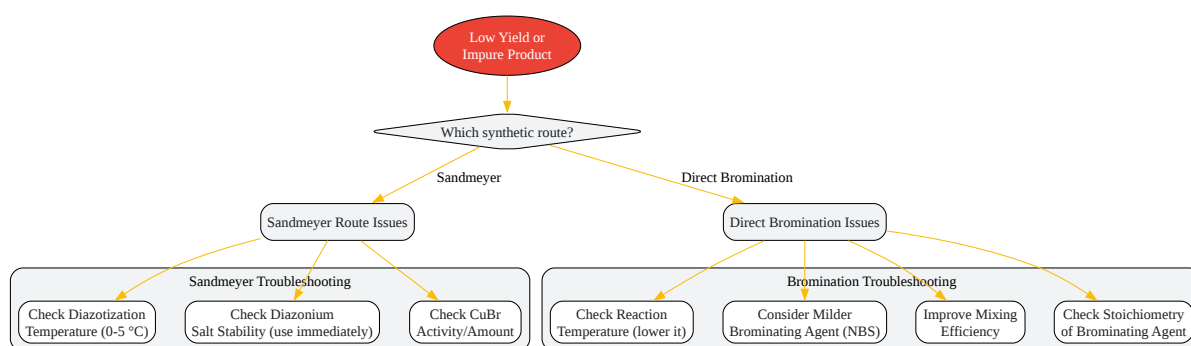 Low Yield or
Impure Product
Which synthetic route?
Sandmeyer
Direct Bromination
Sandmeyer Route Issues
Direct Bromination Issues
Sandmeyer Troubleshooting
Check Diazotization
Temperature (0-5 °C)
Check Diazonium
Salt Stability (use immediately)
Check CuBr
Activity/Amount
Bromination Troubleshooting
Check Reaction
Temperature (lower it)
Consider Milder
Brominating Agent (NBS)
Improve Mixing
Efficiency
Check Stoichiometry
of Brominating Agent